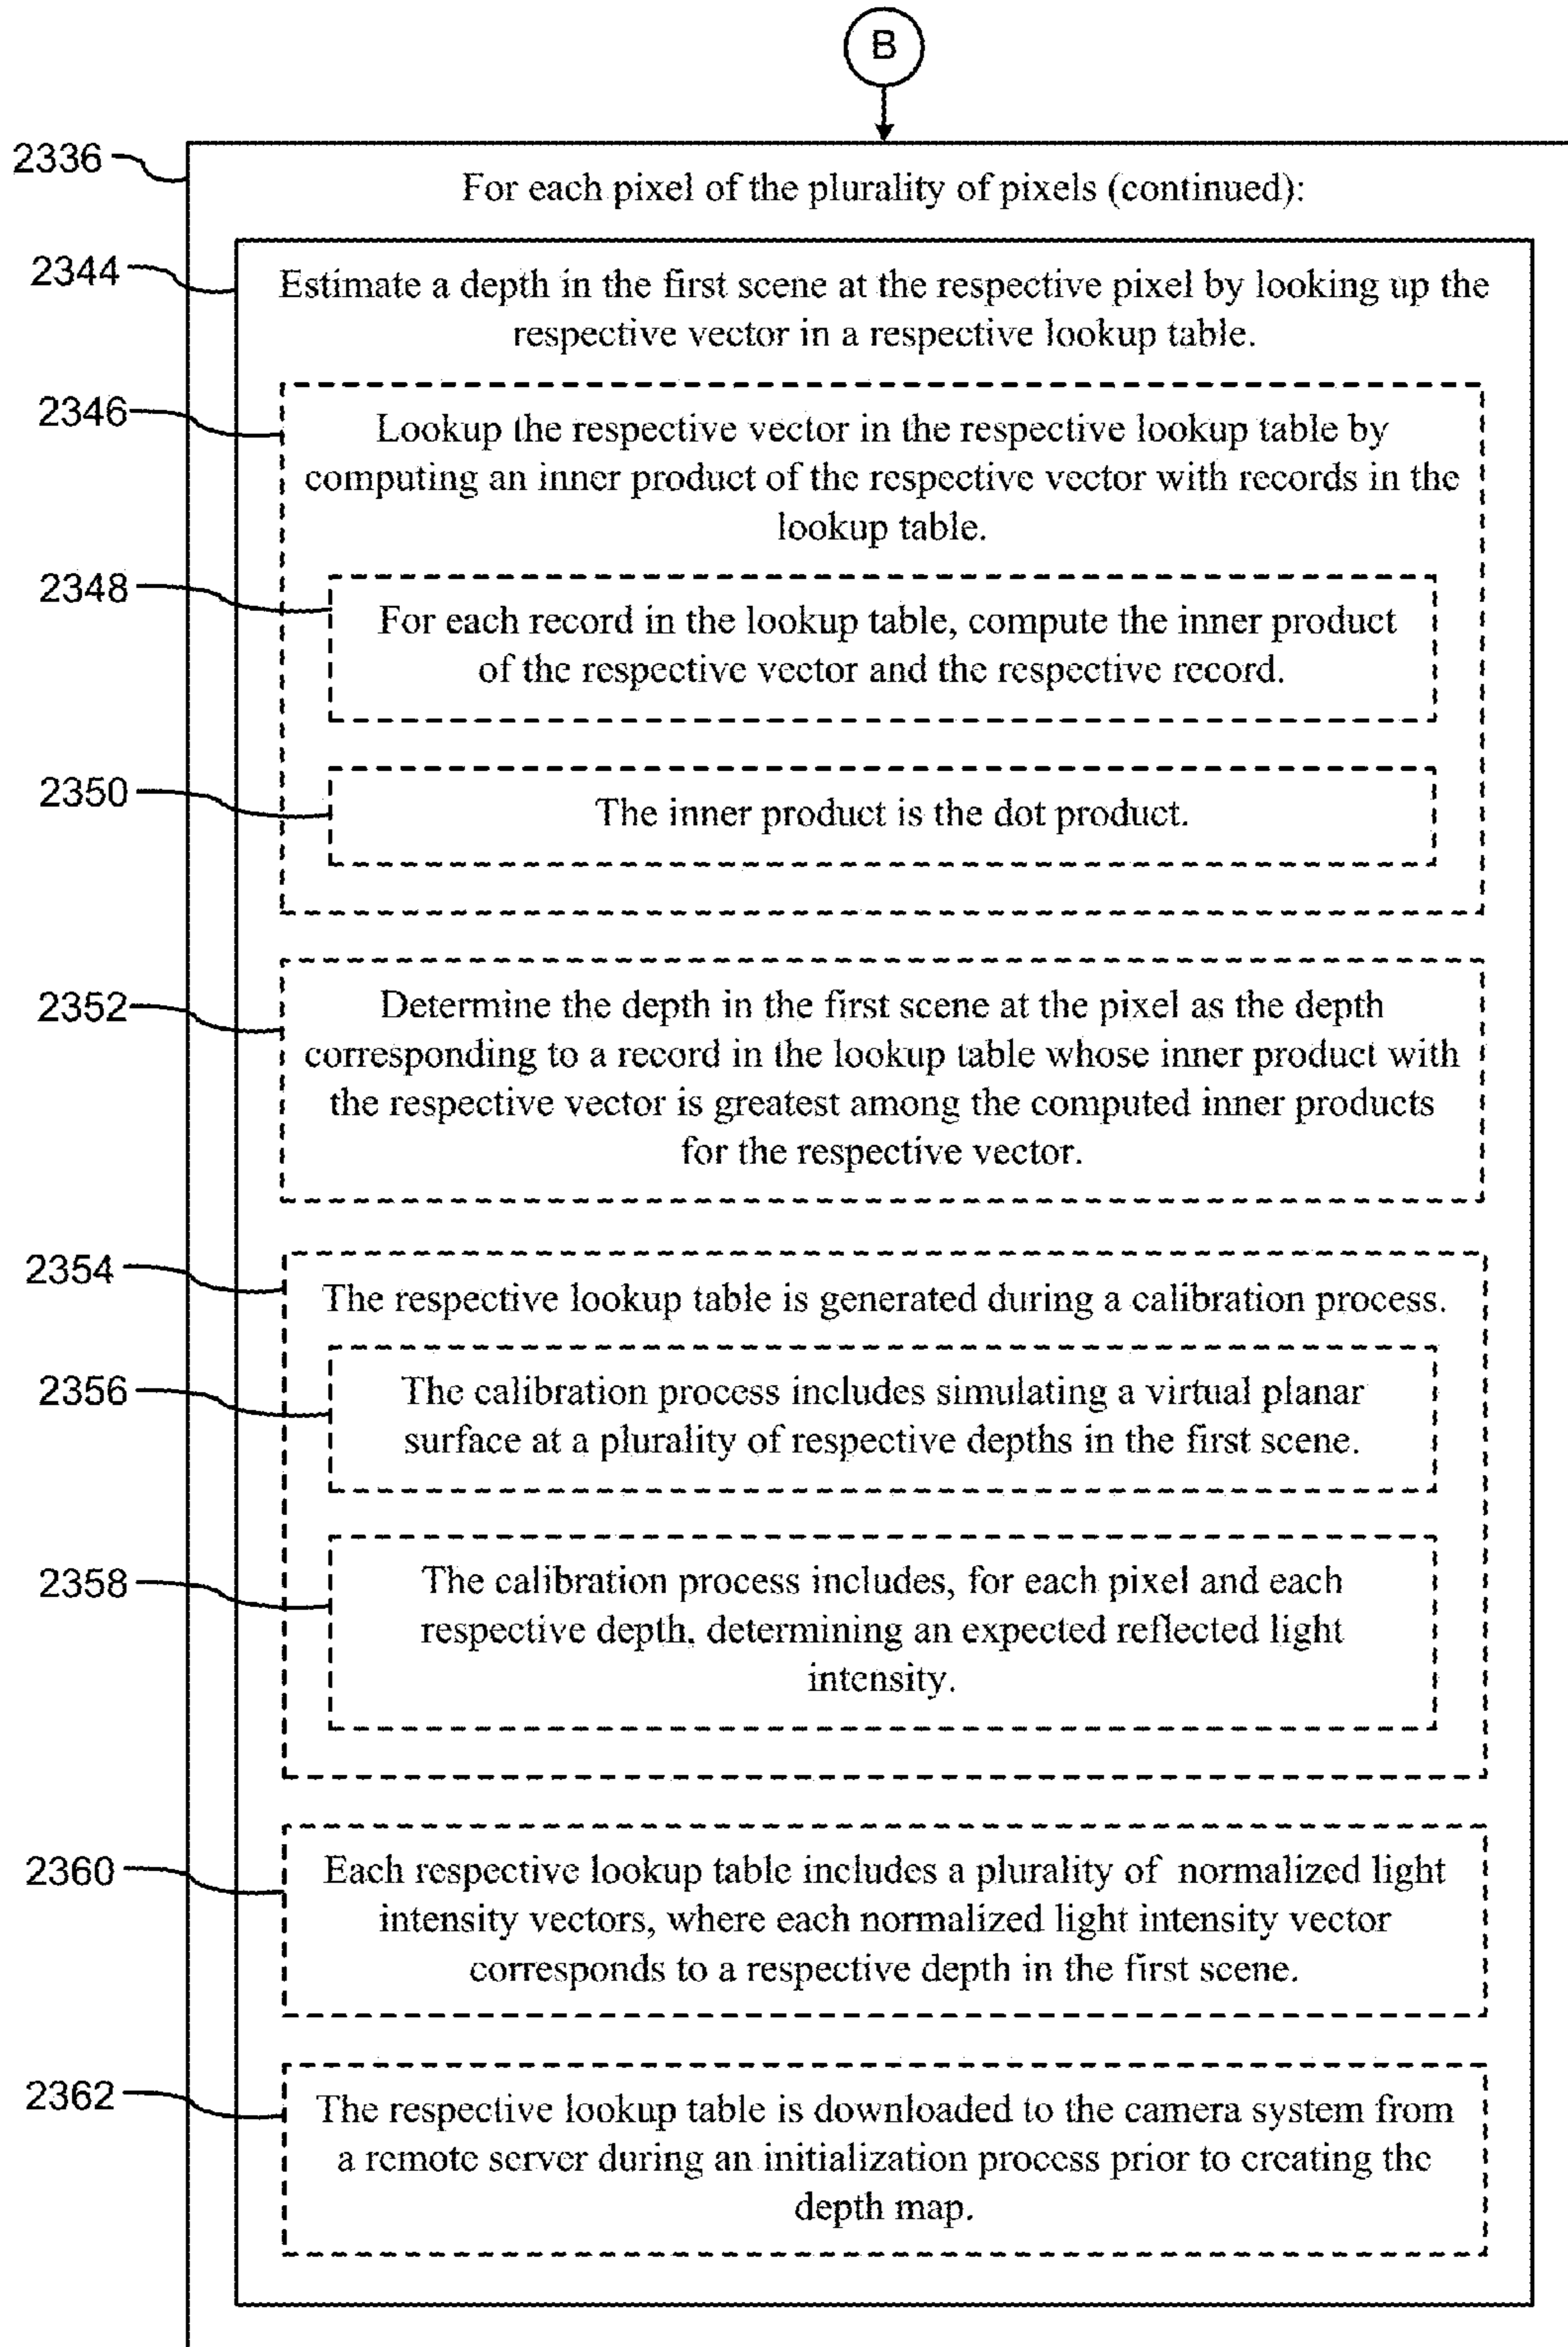 B
2336
For each pixel of the plurality of pixels (continued):
2344
Estimate a depth in the first scene at the respective pixel by looking up the
respective vector in a respective lookup table.
2346
Lookup the respective vector in the respective lookup table by
computing an inner product of the respective vector with records in the
lookup table.
2348
For each record in the lookup table, compute the inner product
of the respective vector and the respective record.
2350
The inner product is the dot product.
2352
Determine the depth in the first scene at the pixel as the depth
corresponding to a record in the lookup table whose inner product with
the respective vector is greatest among the computed inner products
for the respective vector.
2354
The respective lookup table is generated during a calibration process.
2356
The calibration process includes simulating a virtual planar
surface at a plurality of respective depths in the first scene.
2358
The calibration process includes, for each pixel and each
respective depth, determining an expected reflected light
intensity.
2360
Each respective lookup table includes a plurality of normalized light
intensity vectors, where each normalized light intensity vector
corresponds to a respective depth in the first scene.
2362
The respective lookup table is downloaded to the camera system from
a remote server during an initialization process prior to creating the
depth map.